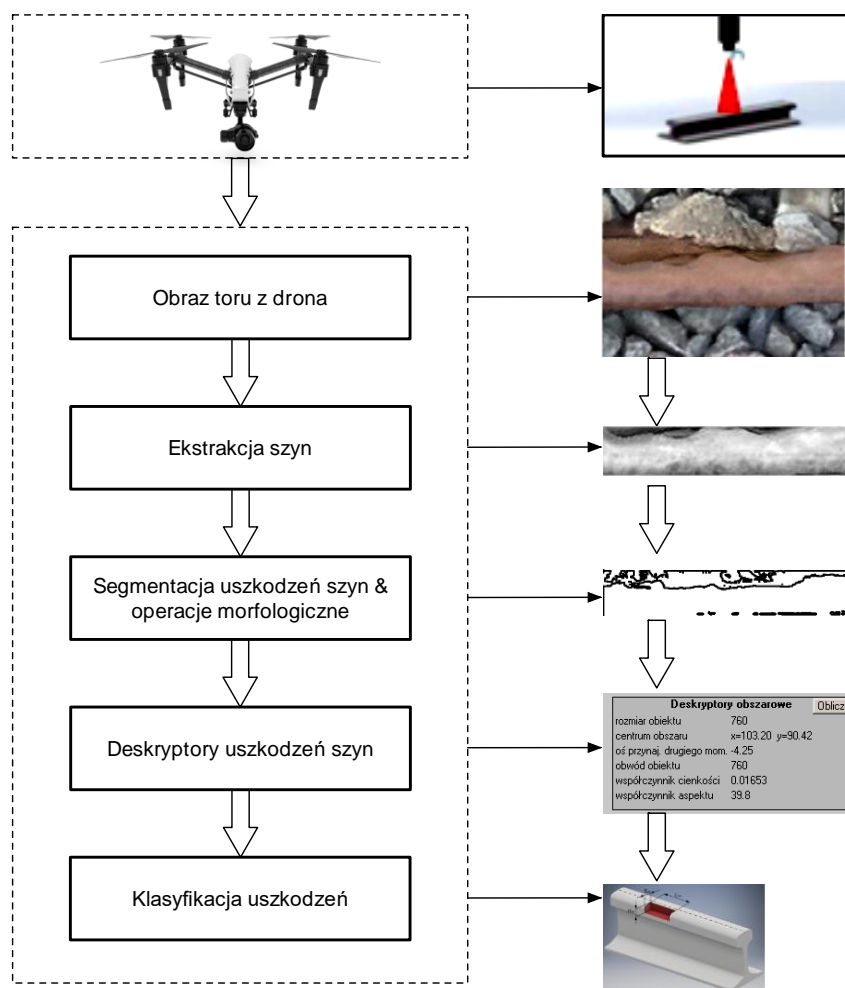 Obraz toru z drona
Ekstrakcja szyn
Segmentacja uszkodzeń szyn &
operacje morfologiczne
Deskryptory uszkodzeń szyn
Klasyfikacja uszkodzeń
Deskryptory obszarowe
Oblicz
rozmiar obiektu 760
centrum obszaru x=103.20 y=90.42
oś przynaj. drugiego mom. -4.25
obwód obiektu 760
współczynnik cienkości 0.01653
współczynnik aspektu 39.8